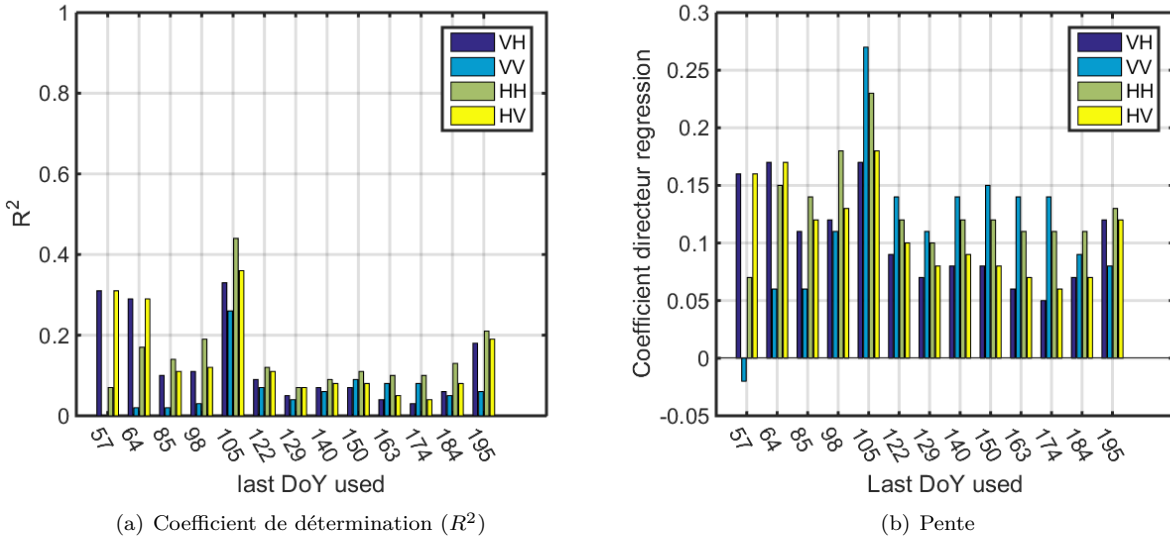 1
0.8
0.6
0.4
0.2
0
R²
VH
VV
HH
HV
57 64 85 98 105 122 129 140 150 163 174 184 195
last DoY used
(a) Coefficient de détermination (R²)
0.3
0.25
0.2
0.15
0.1
0.05
0
-0.05
Coefficient directeur regression
VH
VV
HH
HV
57 64 85 98 105 122 129 140 150 163 174 184 195
Last DoY used
(b) Pente